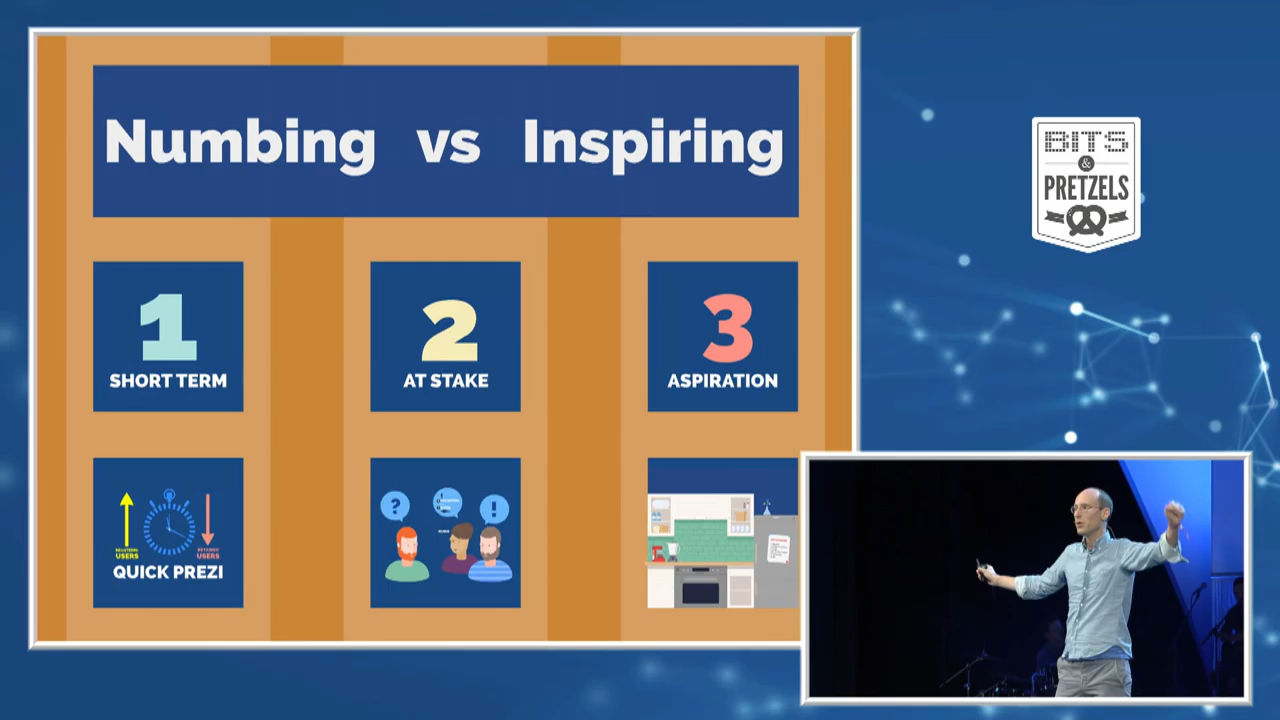 Numbing vs Inspiring
BITS
&
PRETZELS
1
2
3
SHORT TERM
AT STAKE
ASPIRATION
?
!
USERS
USERS
QUICK PREZI